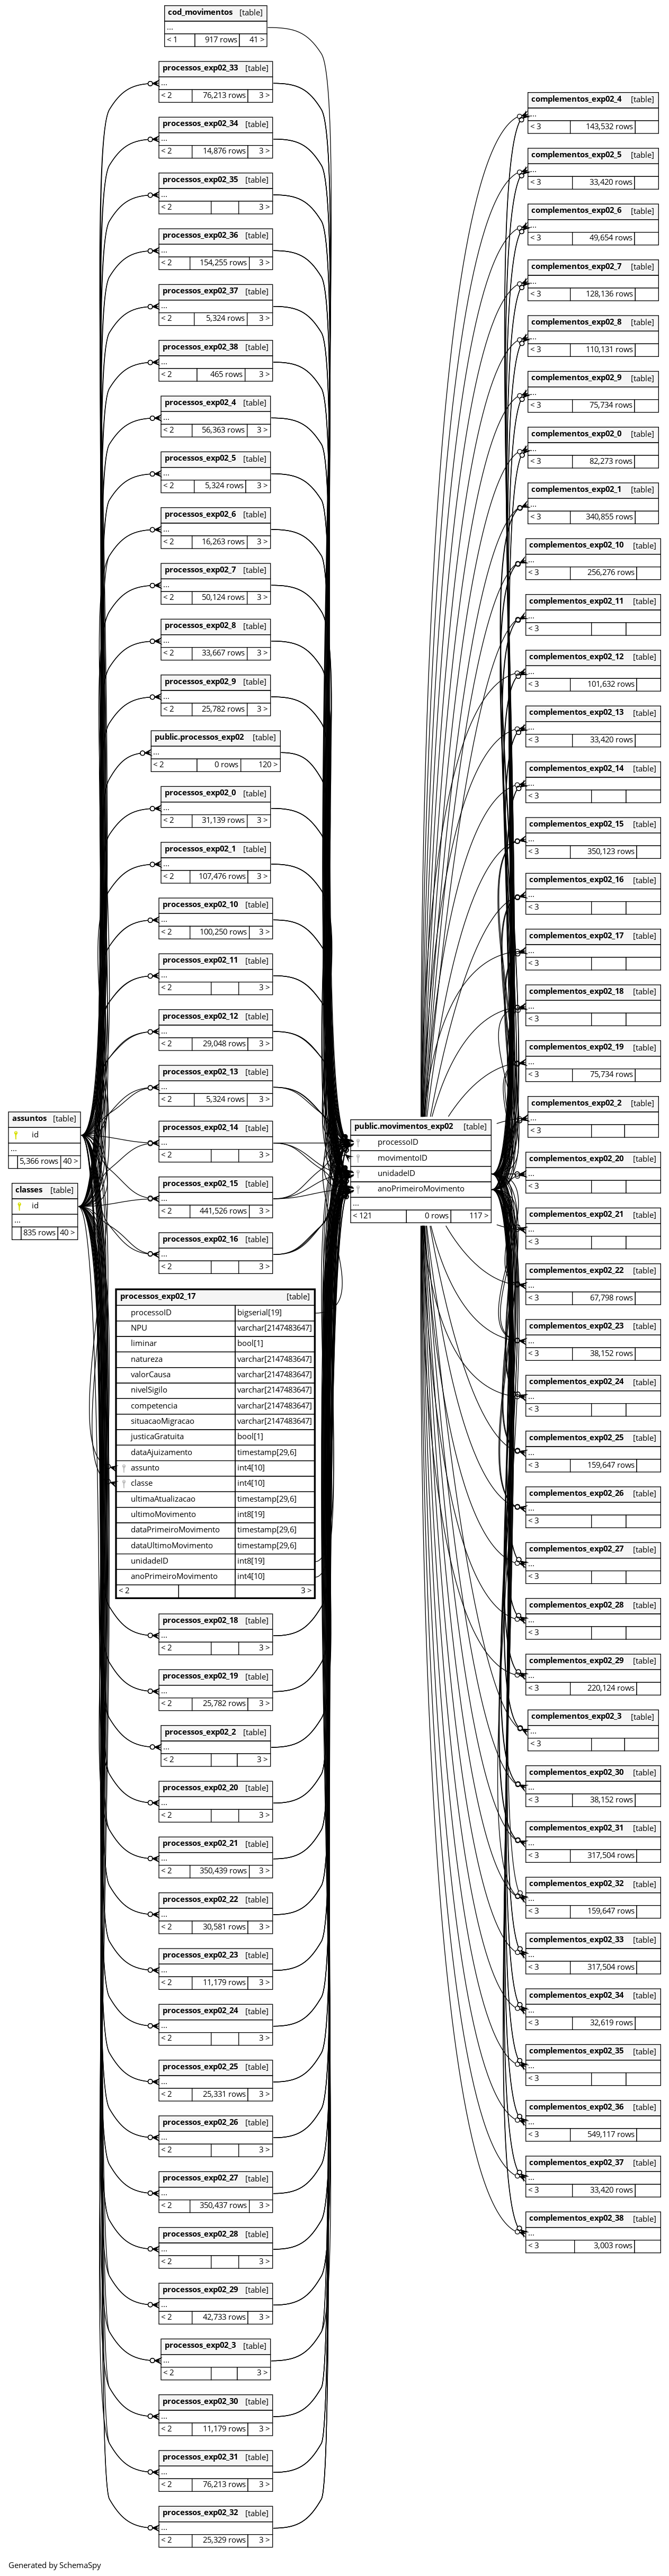 cod_movimentos [table]
...
< 1 917 rows 41 >
processos_exp02_33 [table]
...
< 2 76,213 rows 3 >
processos_exp02_34 [table]
...
< 2 14,876 rows 3 >
processos_exp02_35 [table]
...
< 2 3 >
processos_exp02_36 [table]
...
< 2 154,255 rows 3 >
processos_exp02_37 [table]
...
< 2 5,324 rows 3 >
processos_exp02_38 [table]
...
< 2 465 rows 3 >
processos_exp02_4 [table]
...
< 2 56,363 rows 3 >
processos_exp02_5 [table]
...
< 2 5,324 rows 3 >
processos_exp02_6 [table]
...
< 2 16,263 rows 3 >
processos_exp02_7 [table]
...
< 2 50,124 rows 3 >
processos_exp02_8 [table]
...
< 2 33,667 rows 3 >
processos_exp02_9 [table]
...
< 2 25,782 rows 3 >
public.processos_exp02 [table]
...
< 2 0 rows 120 >
processos_exp02_0 [table]
...
< 2 31,139 rows 3 >
processos_exp02_1 [table]
...
< 2 107,476 rows 3 >
processos_exp02_10 [table]
...
< 2 100,250 rows 3 >
processos_exp02_11 [table]
...
< 2 3 >
processos_exp02_12 [table]
...
< 2 29,048 rows 3 >
processos_exp02_13 [table]
...
< 2 5,324 rows 3 >
processos_exp02_14 [table]
...
< 2 3 >
processos_exp02_15 [table]
...
< 2 441,526 rows 3 >
processos_exp02_16 [table]
...
< 2 3 >
assuntos [table]
id
...
5,366 rows 40 >
classes [table]
id
...
835 rows 40 >
processos_exp02_17 [table]
processoID bigserial[19]
NPU varchar[2147483647]
liminar bool[1]
natureza varchar[2147483647]
valorCausa varchar[2147483647]
nivelSigilo varchar[2147483647]
competencia varchar[2147483647]
situacaoMigracao varchar[2147483647]
justicaGratuita bool[1]
dataAjuizamento timestamp[29,6]
assunto int4[10]
classe int4[10]
ultimaAtualizacao timestamp[29,6]
ultimoMovimento int8[19]
dataPrimeiroMovimento timestamp[29,6]
dataUltimoMovimento timestamp[29,6]
unidadeID int8[19]
anoPrimeiroMovimento int4[10]
< 2 3 >
processos_exp02_18 [table]
...
< 2 3 >
processos_exp02_19 [table]
...
< 2 25,782 rows 3 >
processos_exp02_2 [table]
...
< 2 3 >
processos_exp02_20 [table]
...
< 2 3 >
processos_exp02_21 [table]
...
< 2 350,439 rows 3 >
processos_exp02_22 [table]
...
< 2 30,581 rows 3 >
processos_exp02_23 [table]
...
< 2 11,179 rows 3 >
processos_exp02_24 [table]
...
< 2 3 >
processos_exp02_25 [table]
...
< 2 25,331 rows 3 >
processos_exp02_26 [table]
...
< 2 3 >
processos_exp02_27 [table]
...
< 2 350,437 rows 3 >
processos_exp02_28 [table]
...
< 2 3 >
processos_exp02_29 [table]
...
< 2 42,733 rows 3 >
processos_exp02_3 [table]
...
< 2 3 >
processos_exp02_30 [table]
...
< 2 11,179 rows 3 >
processos_exp02_31 [table]
...
< 2 76,213 rows 3 >
processos_exp02_32 [table]
...
< 2 25,329 rows 3 >
public.movimentos_exp02 [table]
processoID
movimentoID
unidadeID
anoPrimeiroMovimento
...
< 121 0 rows 117 >
complementos_exp02_4 [table]
...
< 3 143,532 rows
complementos_exp02_5 [table]
...
< 3 33,420 rows
complementos_exp02_6 [table]
...
< 3 49,654 rows
complementos_exp02_7 [table]
...
< 3 128,136 rows
complementos_exp02_8 [table]
...
< 3 110,131 rows
complementos_exp02_9 [table]
...
< 3 75,734 rows
complementos_exp02_0 [table]
...
< 3 82,273 rows
complementos_exp02_1 [table]
...
< 3 340,855 rows
complementos_exp02_10 [table]
...
< 3 256,276 rows
complementos_exp02_11 [table]
...
< 3
complementos_exp02_12 [table]
...
< 3 101,632 rows
complementos_exp02_13 [table]
...
< 3 33,420 rows
complementos_exp02_14 [table]
...
< 3
complementos_exp02_15 [table]
...
< 3 350,123 rows
complementos_exp02_16 [table]
...
< 3
complementos_exp02_17 [table]
...
< 3
complementos_exp02_18 [table]
...
< 3
complementos_exp02_19 [table]
...
< 3 75,734 rows
complementos_exp02_2 [table]
...
< 3
complementos_exp02_20 [table]
...
< 3
complementos_exp02_21 [table]
...
< 3
complementos_exp02_22 [table]
...
< 3 67,798 rows
complementos_exp02_23 [table]
...
< 3 38,152 rows
complementos_exp02_24 [table]
...
< 3
complementos_exp02_25 [table]
...
< 3 159,647 rows
complementos_exp02_26 [table]
...
< 3
complementos_exp02_27 [table]
...
< 3
complementos_exp02_28 [table]
...
< 3
complementos_exp02_29 [table]
...
< 3 220,124 rows
complementos_exp02_3 [table]
...
< 3
complementos_exp02_30 [table]
...
< 3 38,152 rows
complementos_exp02_31 [table]
...
< 3 317,504 rows
complementos_exp02_32 [table]
...
< 3 159,647 rows
complementos_exp02_33 [table]
...
< 3 317,504 rows
complementos_exp02_34 [table]
...
< 3 32,619 rows
complementos_exp02_35 [table]
...
< 3
complementos_exp02_36 [table]
...
< 3 549,117 rows
complementos_exp02_37 [table]
...
< 3 33,420 rows
complementos_exp02_38 [table]
...
< 3 3,003 rows
Generated by SchemaSpy